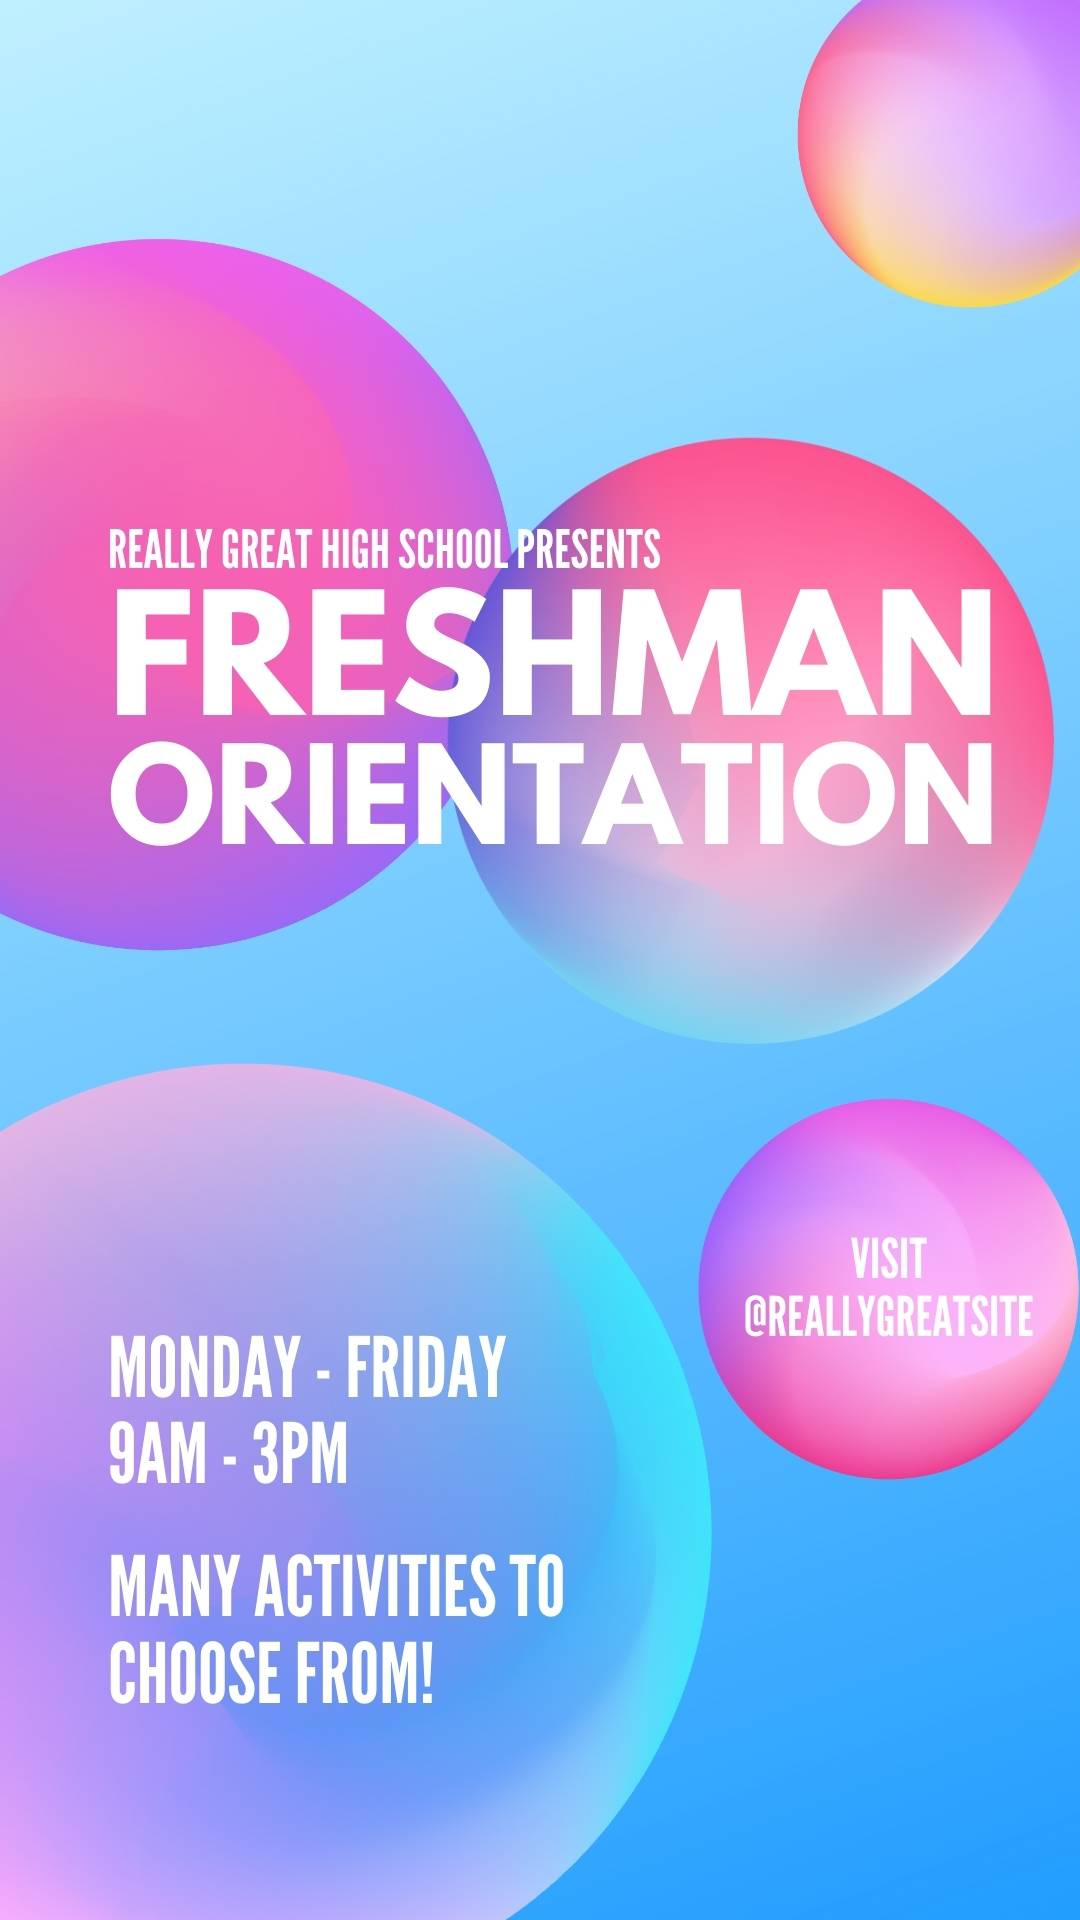 REALLY GREAT HIGH SCHOOL PRESENTS
FRESHMAN
ORIENTATION
VISIT
@REALLYGREATSITE
MONDAY - FRIDAY
9AM - 3PM
MANY ACTIVITIES TO
CHOOSE FROM!